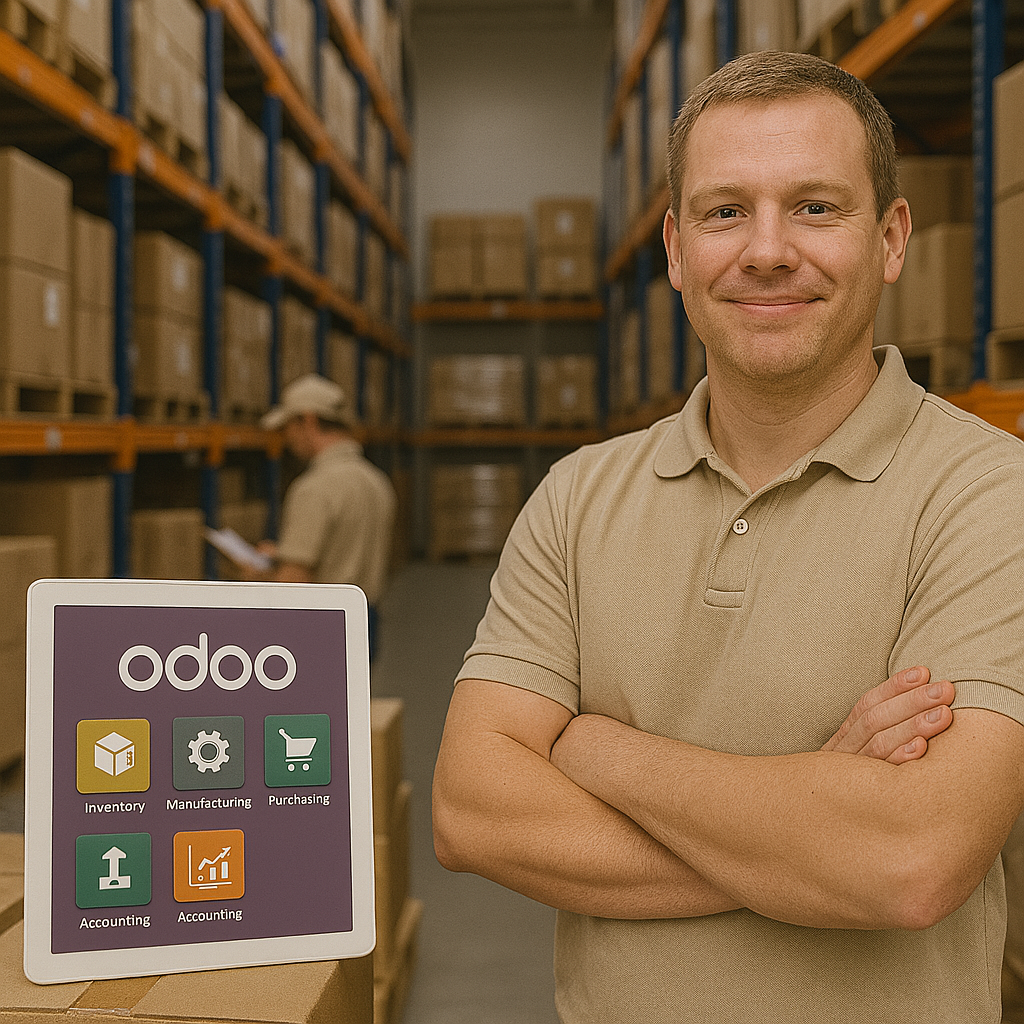 odoo
Inventory Manufacturing Purchasing
Accounting Accounting